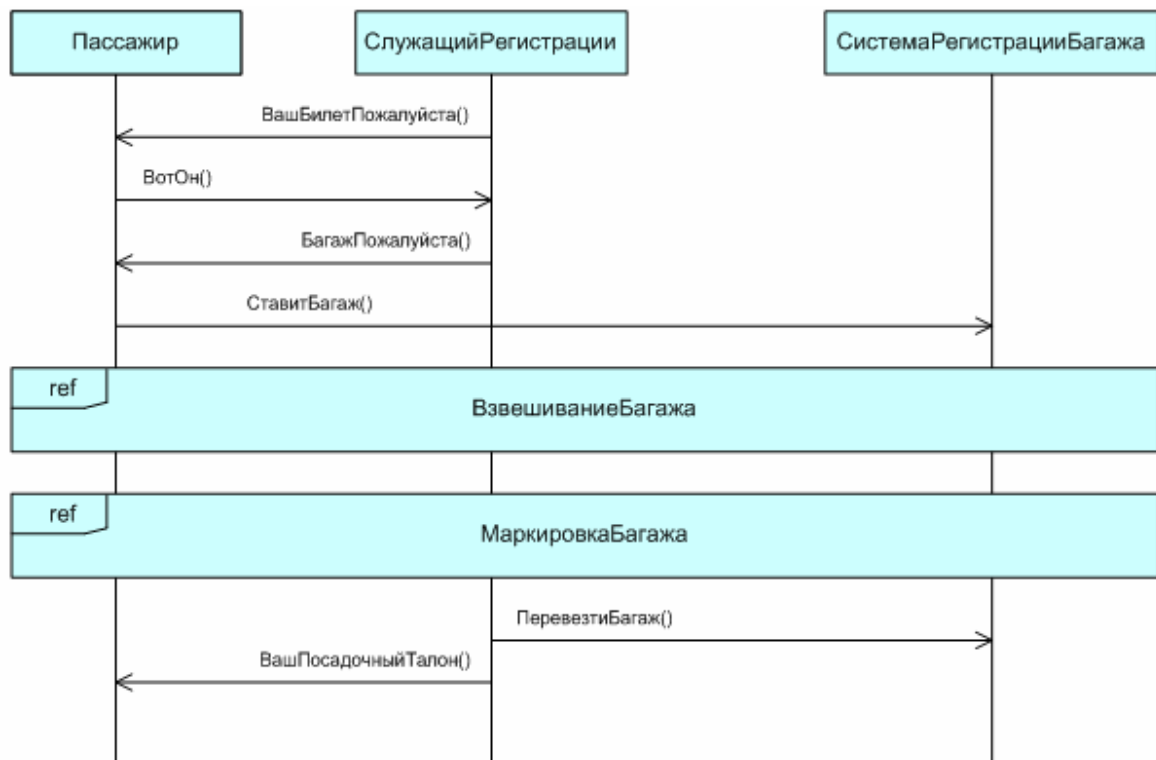 Пассажир
СлужащийРегистрации
СистемаРегистрацииБагажа
ВашБилетПожалуйста()
ВотОн()
БагажПожалуйста()
СтавитБагаж()
ref
ВзвешиваниеБагажа
ref
МаркировкаБагажа
ПеревезтиБагаж()
ВашПосадочныйТалон()